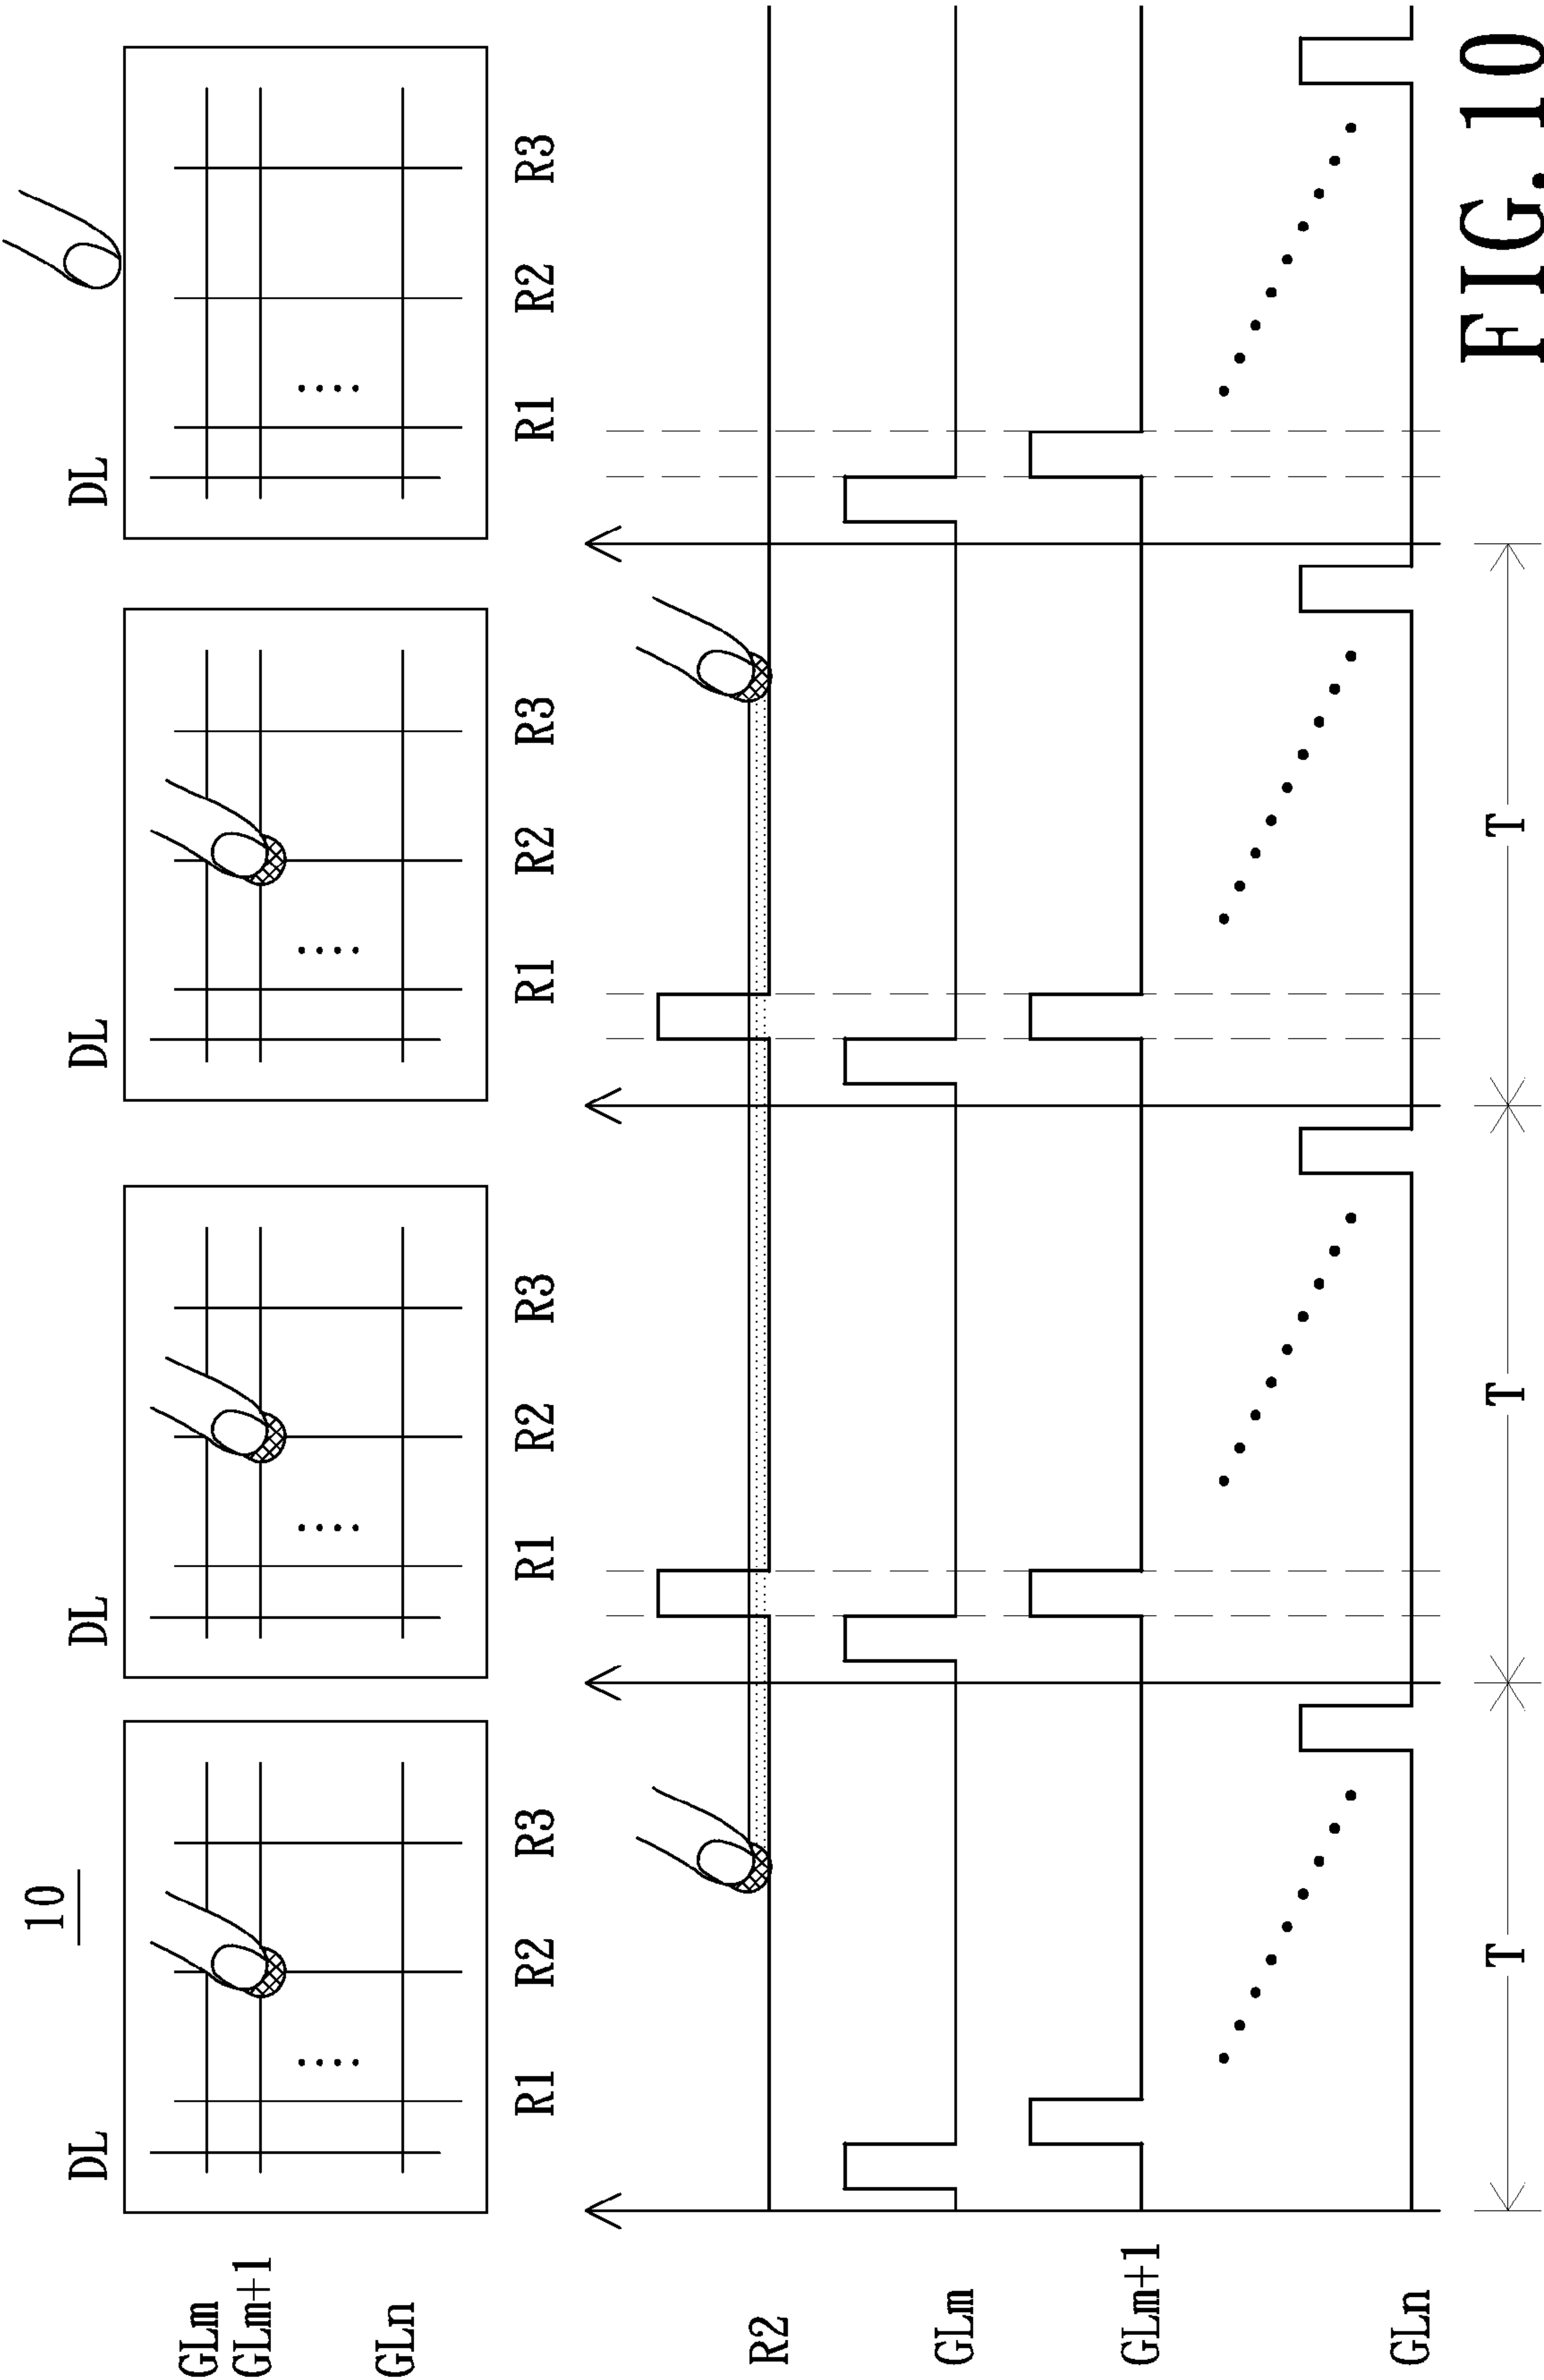 10
DL DL DL DL
GLm
GLm+1
GLn
R1 R2 R3 R1 R2 R3 R1 R2 R3 R1 R2 R3
R2
GLm
GLm+1
GLn
T T T
FIG. 10